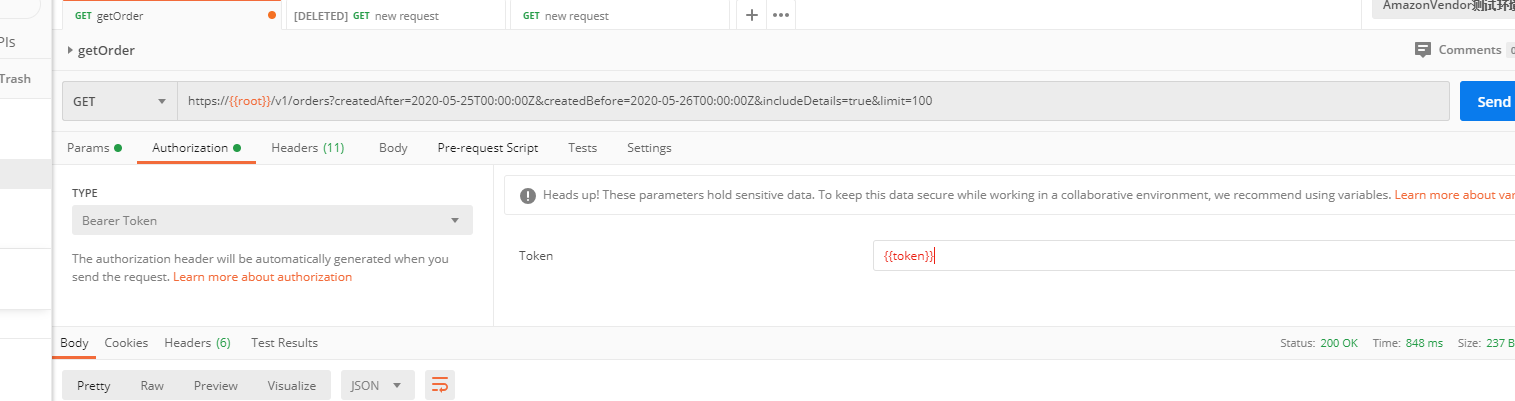 GET getOrder [DELETED] GET new request GET new request AmazonVendor测试环境
PIs
getOrder Comments 0
Trash
GET https://{{root}}/v1/orders?createdAfter=2020-05-25T00:00:00Z&createdBefore=2020-05-26T00:00:00Z&includeDetails=true&limit=100 Send
Params Authorization Headers (11) Body Pre-request Script Tests Settings
TYPE
Heads up! These parameters hold sensitive data. To keep this data secure while working in a collaborative environment, we recommend using variables. Learn more about var
Bearer Token
Token {{token}}
The authorization header will be automatically generated when you
send the request. Learn more about authorization
Body Cookies Headers (6) Test Results Status: 200 OK Time: 848 ms Size: 237 B
Pretty Raw Preview Visualize JSON